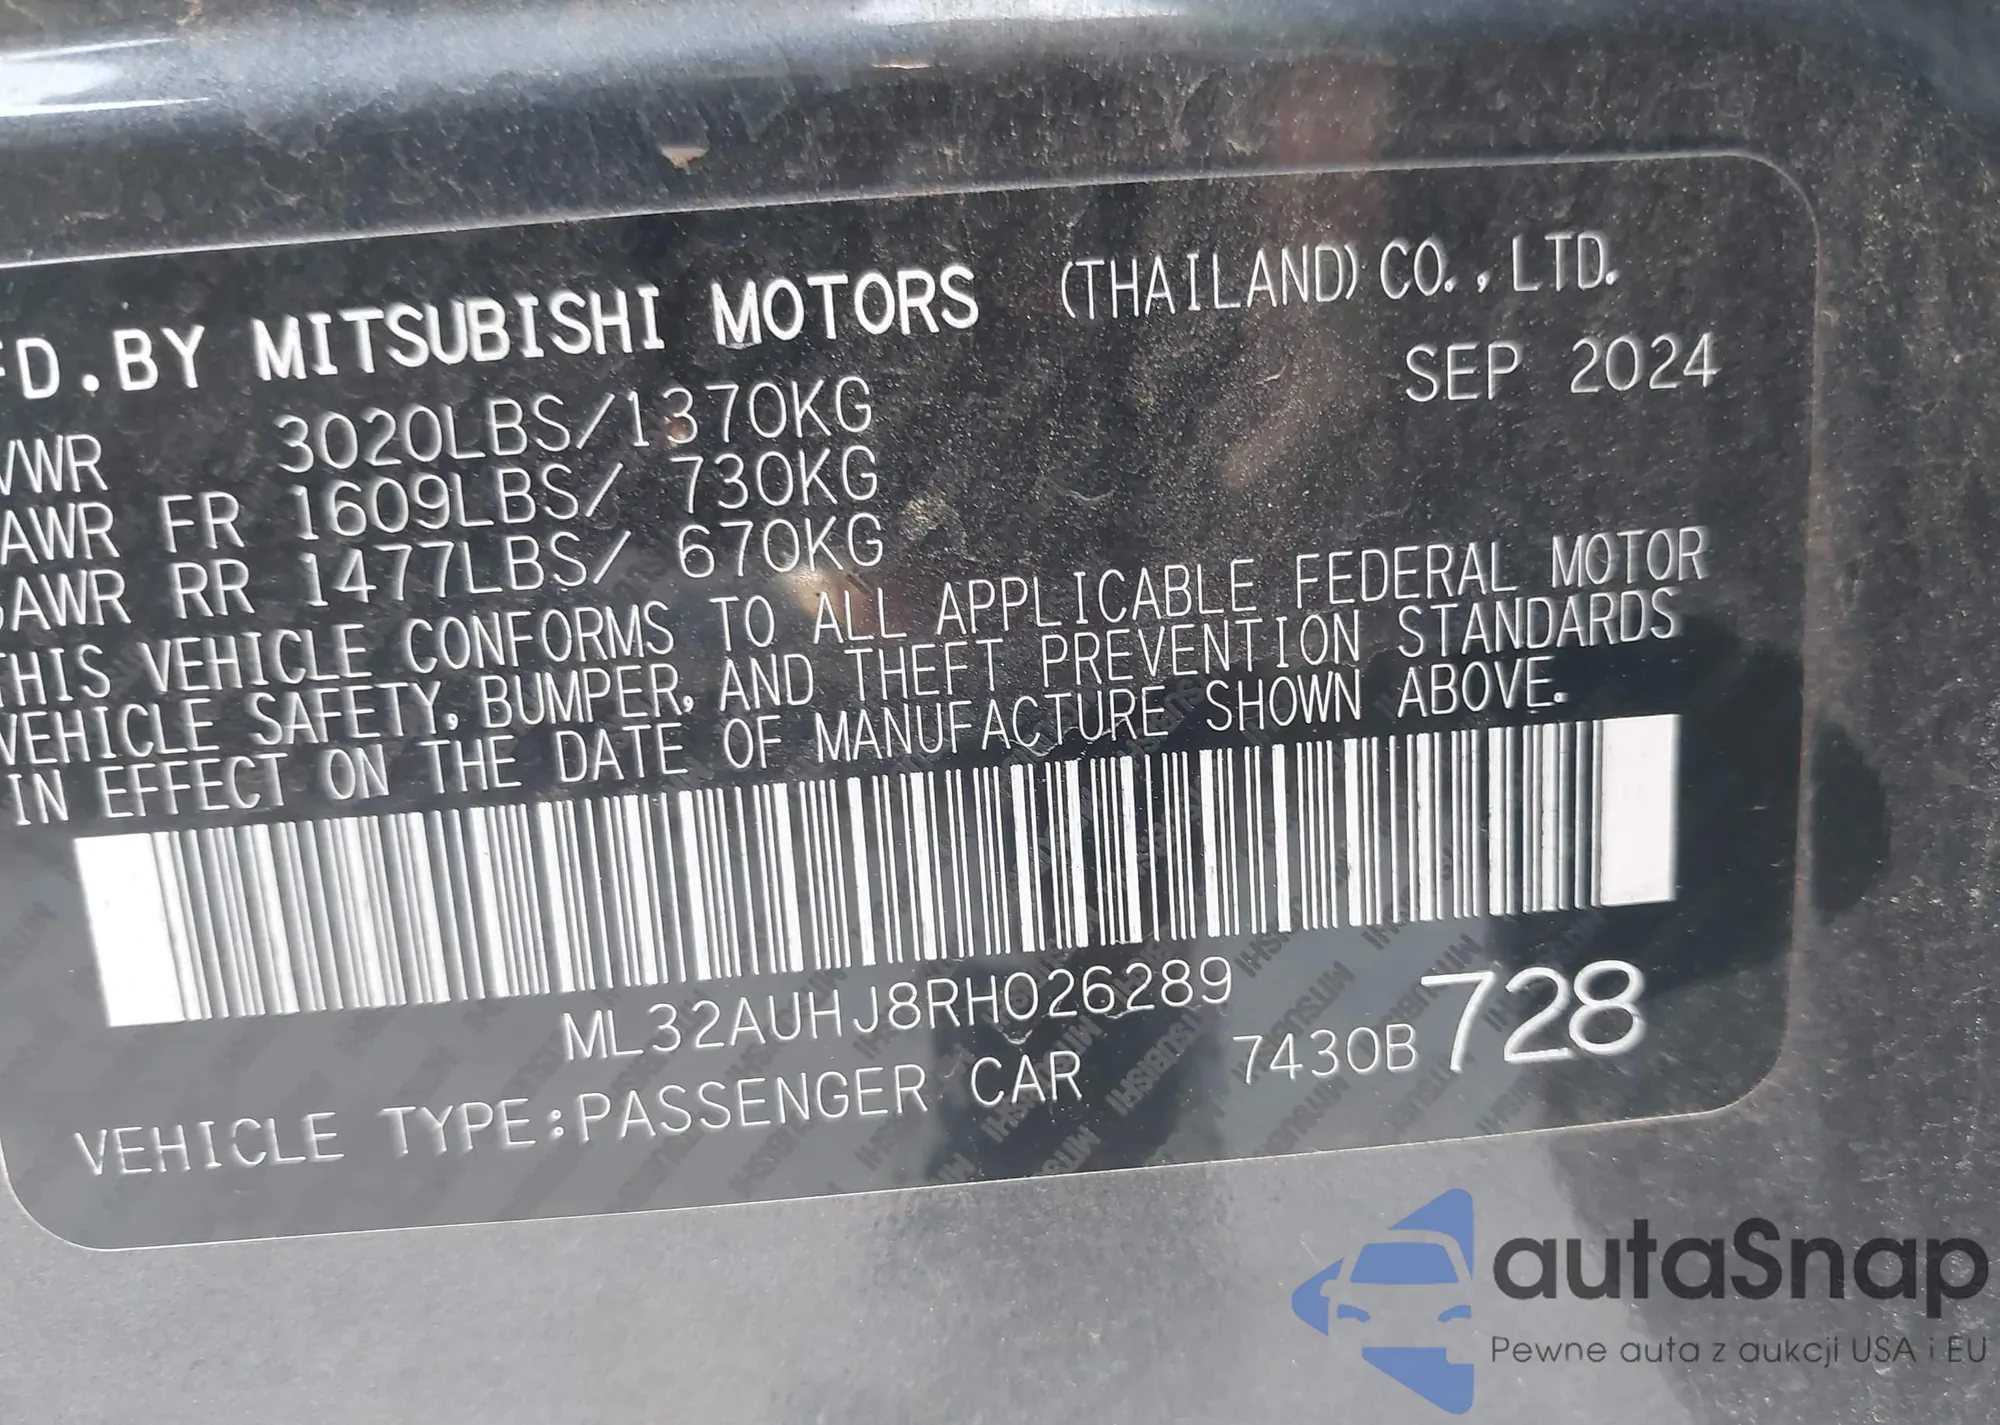 FD.BY MITSUBISHI MOTORS (THAILAND) CO.,LTD.
SEP 2024
VWR 3020LBS/1370KG
AWR FR 1609LBS/ 730KG
AWR RR 1477LBS/ 670KG
THIS VEHICLE CONFORMS TO ALL APPLICABLE FEDERAL MOTOR
VEHICLE SAFETY, BUMPER, AND THEFT PREVENTION STANDARDS
IN EFFECT ON THE DATE OF MANUFACTURE SHOWN ABOVE.
ML32AUHJ8RH026289
VEHICLE TYPE:PASSENGER CAR 7430B 728
autaSnap
Pewne auta z aukcji USA i EU